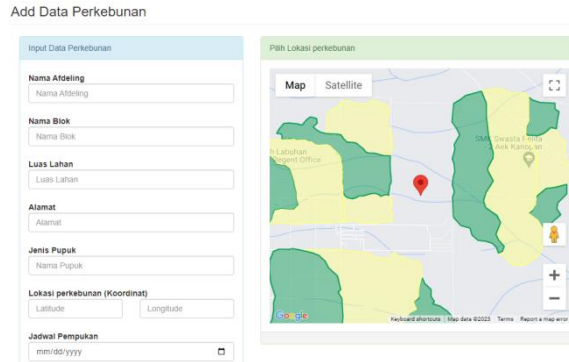 Add Data Perkebunan
Input Data Perkebunan
Nama Afdeling
Nama Afdeling
Nama Blok
Nama Blok
Luas Lahan
Luas Lahan
Alamat
Alamat
Jenis Pupuk
Nama Pupuk
Lokasi perkebunan (Koordinat)
Latitude Longitude
Jadwal Pempukan
mm/dd/yyyy
Pilih Lokasi perkebunan
Map Satellite
SMK Swasta Pelita
Aek Kanopan
Labuhan
Regent Office
+
−
Google
Keyboard shortcuts Map data ©2023 Terms Report a map error